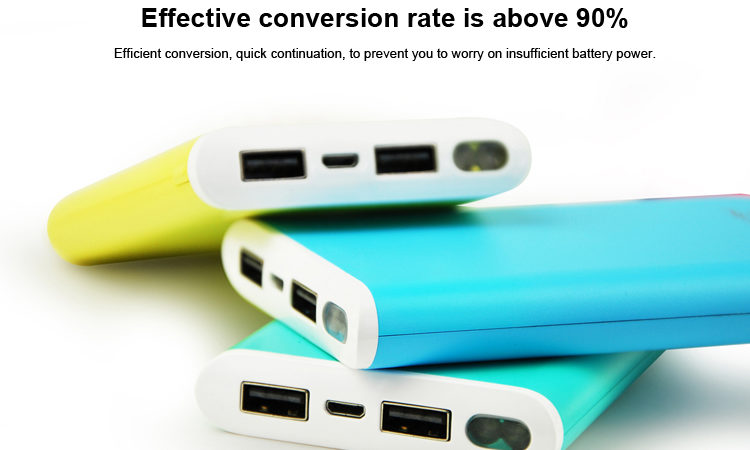 Effective conversion rate is above 90%
Efficient conversion, quick continuation, to prevent you to worry on insufficient battery power.